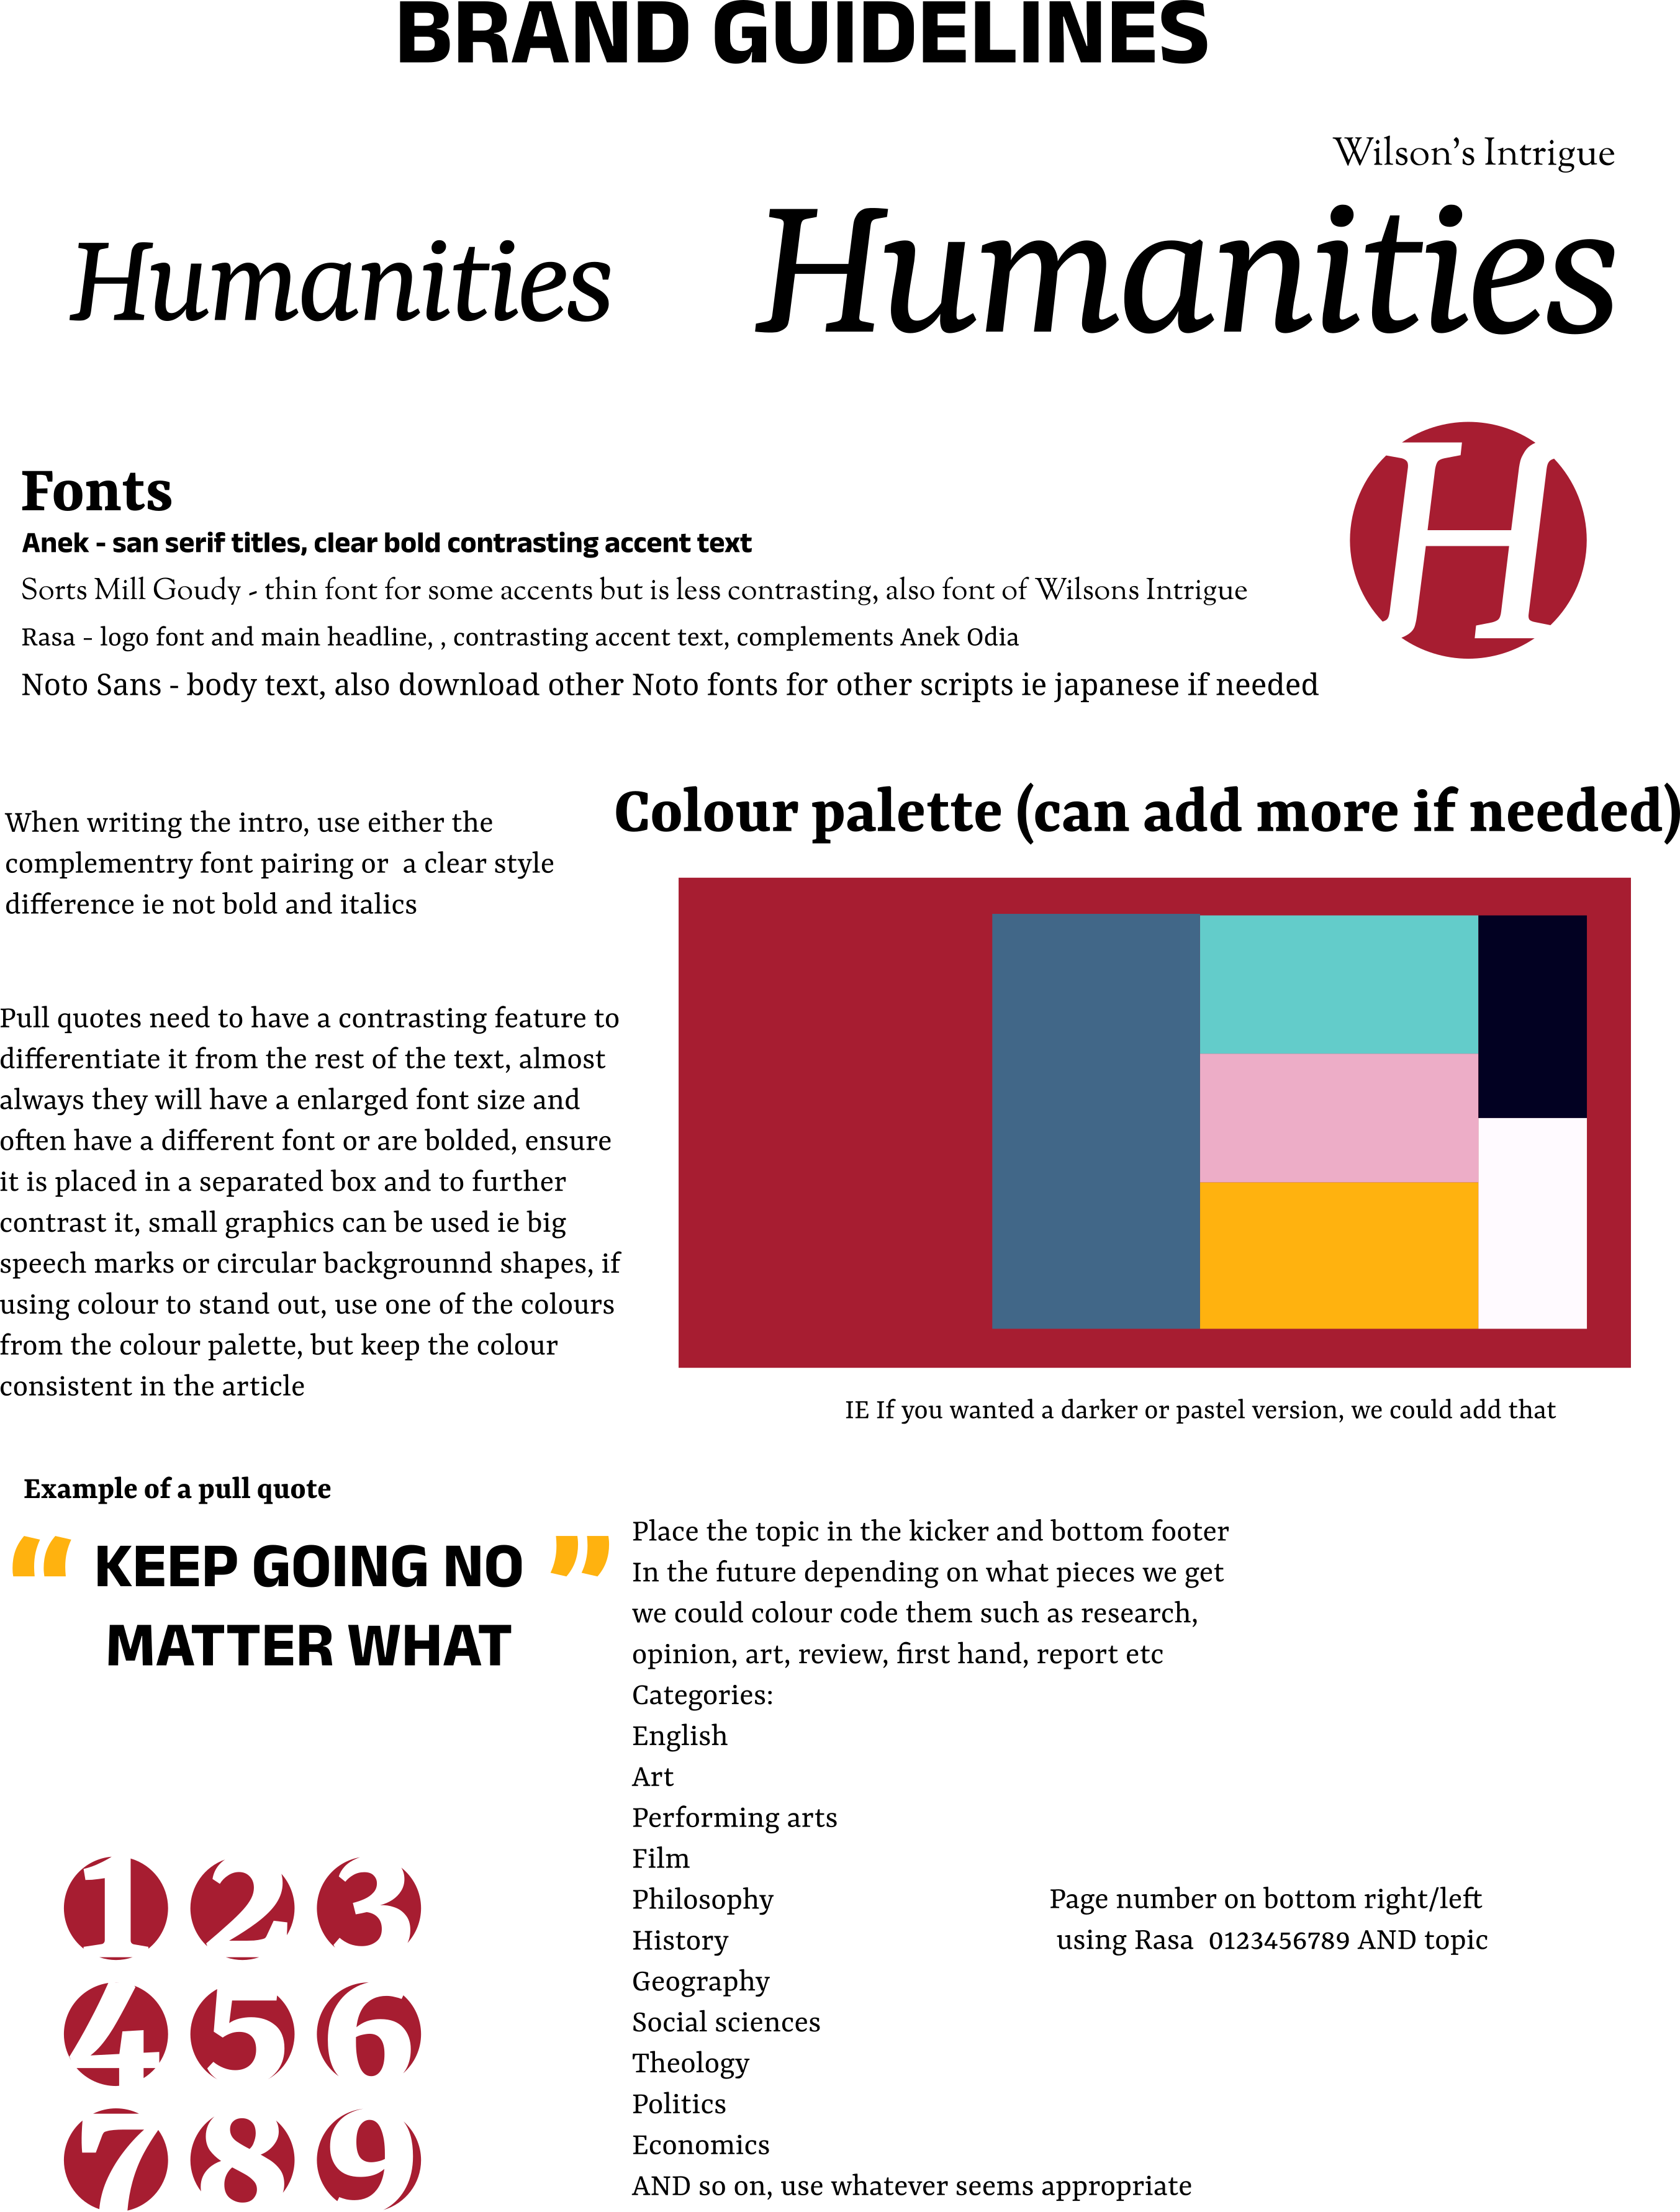 BRAND GUIDELINES
Wilson's Intrigue
Humanities
Humanities
H
Fonts
Anek - san serif titles, clear bold contrasting accent text
Sorts Mill Goudy - thin font for some accents but is less contrasting, also font of Wilsons Intrigue
Rasa - logo font and main headline, , contrasting accent text, complements Anek Odia
Noto Sans - body text, also download other Noto fonts for other scripts ie japanese if needed
When writing the intro, use either the
complementry font pairing or  a clear style
difference ie not bold and italics
Colour palette (can add more if needed)
Pull quotes need to have a contrasting feature to
differentiate it from the rest of the text, almost
always they will have a enlarged font size and
often have a different font or are bolded, ensure
it is placed in a separated box and to further
contrast it, small graphics can be used ie big
speech marks or circular backgrounnd shapes, if
using colour to stand out, use one of the colours
from the colour palette, but keep the colour
consistent in the article
IE If you wanted a darker or pastel version, we could add that
Example of a pull quote
“ KEEP GOING NO ”
MATTER WHAT
Place the topic in the kicker and bottom footer
In the future depending on what pieces we get
we could colour code them such as research,
opinion, art, review, first hand, report etc
Categories:
English
Art
Performing arts
Film
Philosophy
History
Geography
Social sciences
Theology
Politics
Economics
AND so on, use whatever seems appropriate
Page number on bottom right/left
using Rasa  0123456789 AND topic
1 2 3
4 5 6
7 8 9